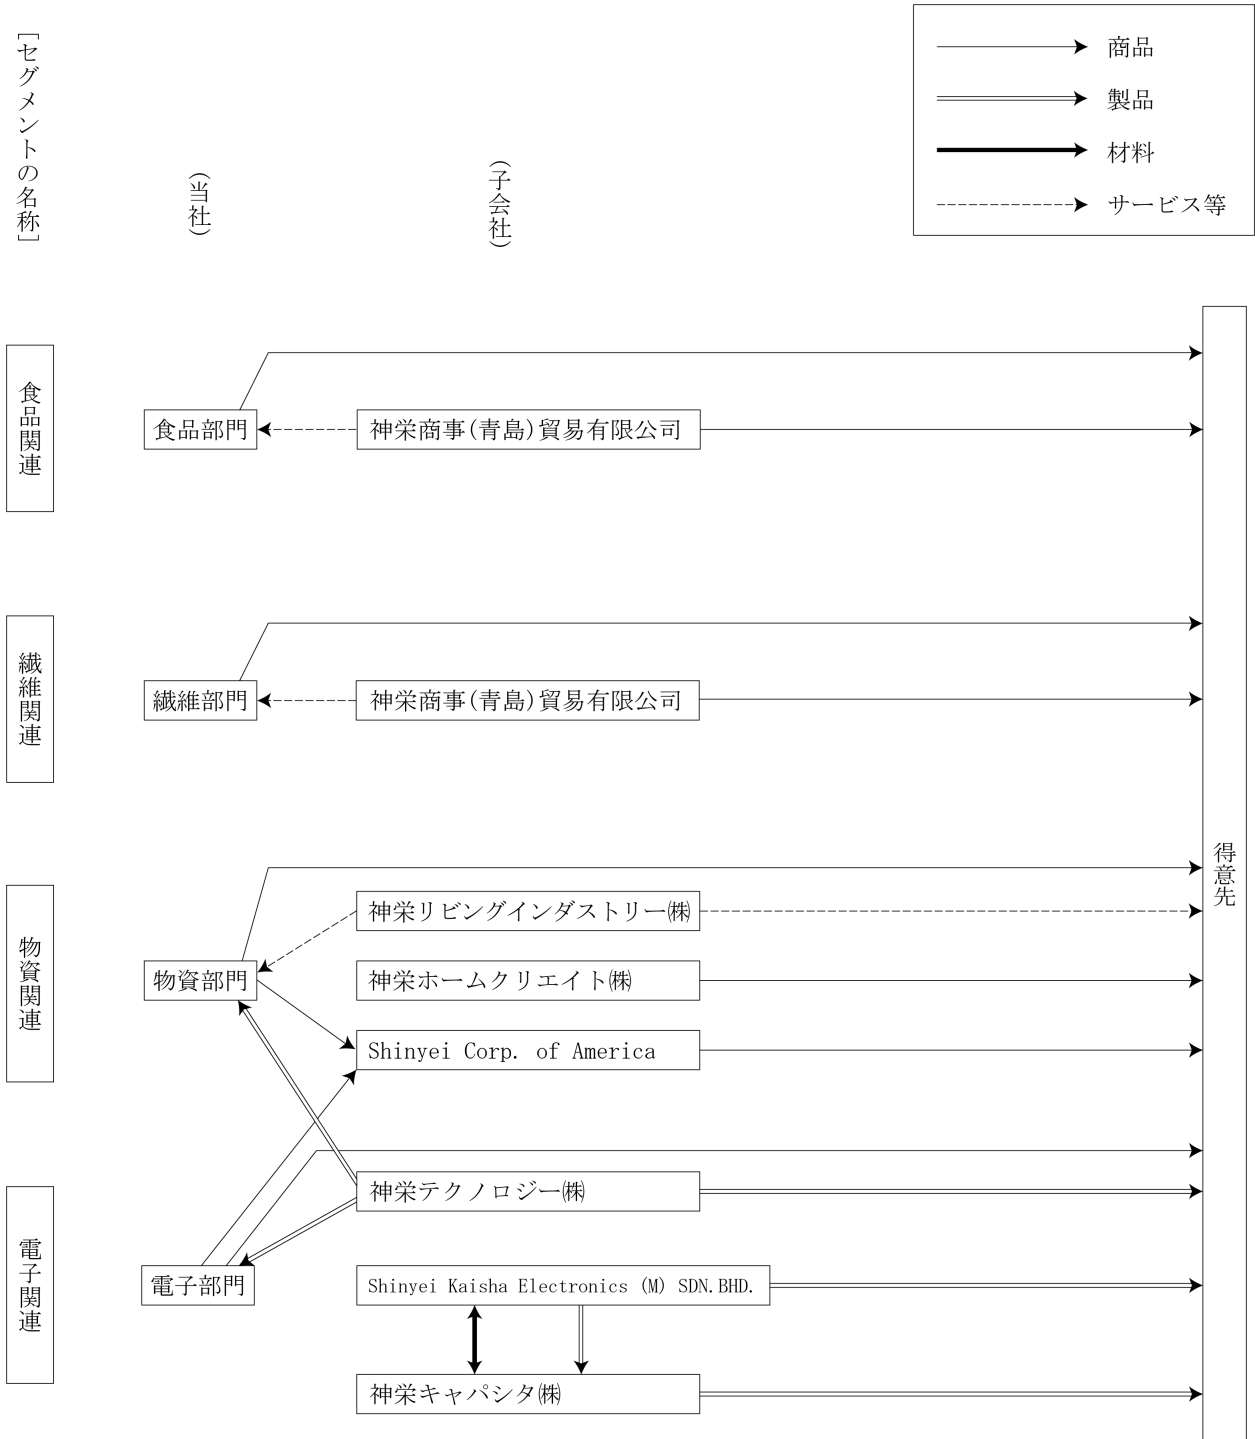 [セグメントの名称]
(当社)
(子会社)
商品
製品
材料
サービス等
食品関連
食品部門
神栄商事(青島)貿易有限公司
繊維関連
繊維部門
神栄商事(青島)貿易有限公司
得意先
物資関連
神栄リビングインダストリー㈱
物資部門
神栄ホームクリエイト㈱
Shinyei Corp. of America
電子関連
神栄テクノロジー㈱
電子部門
Shinyei Kaisha Electronics (M) SDN.BHD.
神栄キャパシタ㈱